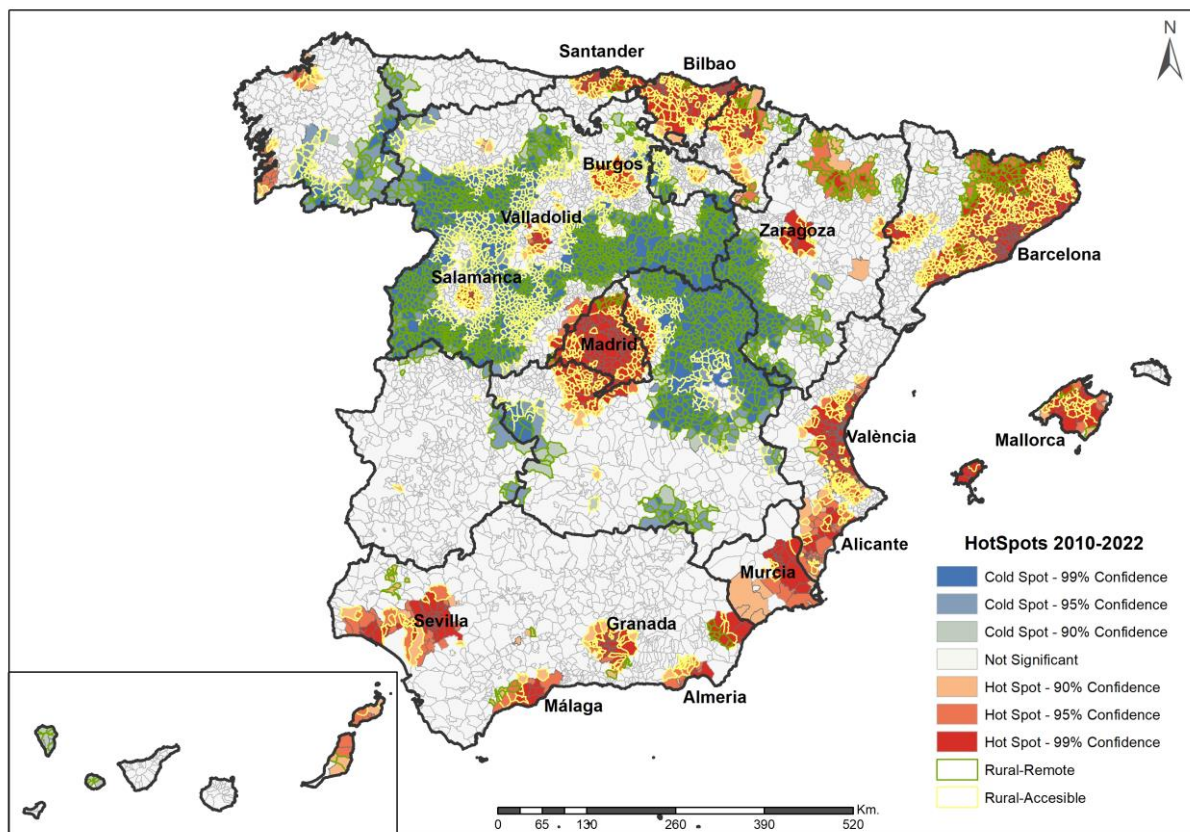 N
Santander
Bilbao
Burgos
Valladolid
Zaragoza
Barcelona
Salamanca
Madrid
València
Mallorca
Alicante
Murcia
Sevilla
Granada
Málaga
Almeria
HotSpots 2010-2022
Cold Spot - 99% Confidence
Cold Spot - 95% Confidence
Cold Spot - 90% Confidence
Not Significant
Hot Spot - 90% Confidence
Hot Spot - 95% Confidence
Hot Spot - 99% Confidence
Rural-Remote
Rural-Accesible
Km.
0 65 130 260 390 520